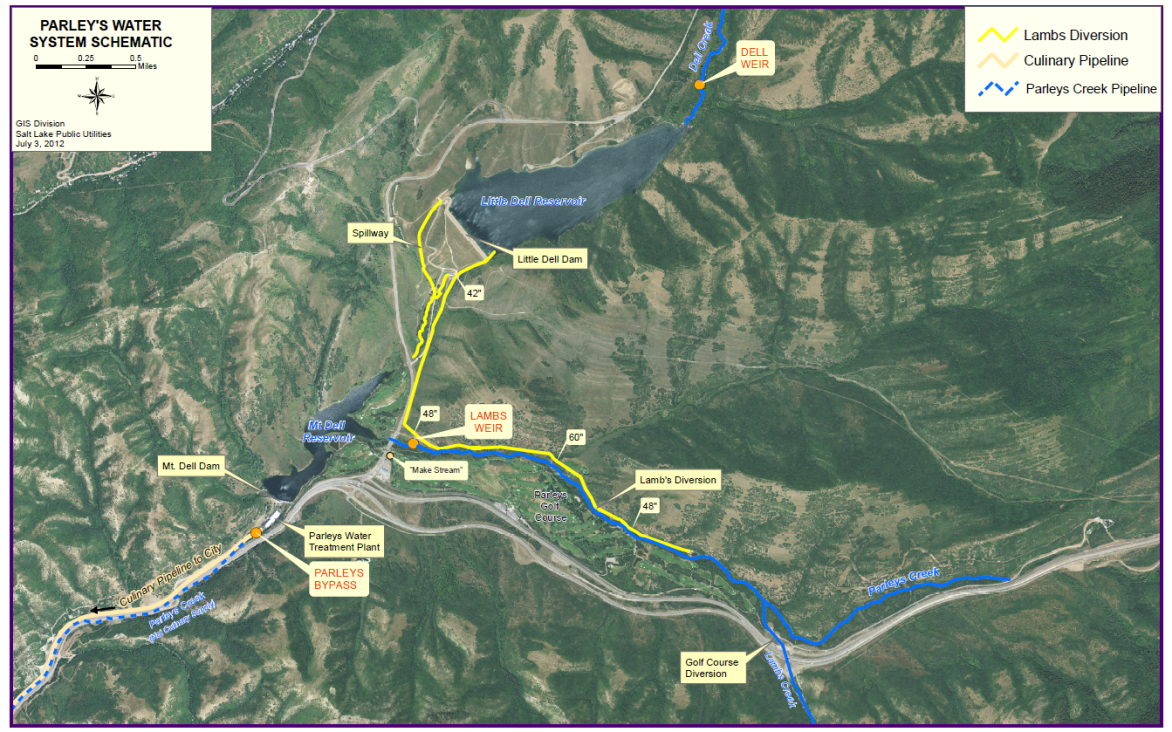 PARLEY'S WATER
SYSTEM SCHEMATIC
0 0.25 0.5
Miles
N
W E
S
GIS Division
Salt Lake Public Utilities
July 3, 2012
Lambs Diversion
Culinary Pipeline
Parleys Creek Pipeline
Dell Creek
DELL
WEIR
Little Dell Reservoir
Spillway
Little Dell Dam
42"
Mt Dell
Reservoir
48"
LAMBS
WEIR
60"
"Make Stream"
Mt. Dell Dam
Lamb's Diversion
Parleys
Golf
Course
48"
Parleys Water
Treatment Plant
Culinary Pipeline to City
PARLEYS
BYPASS
Parleys Creek
Parleys Creek
Golf Course
Diversion
Lambs Creek